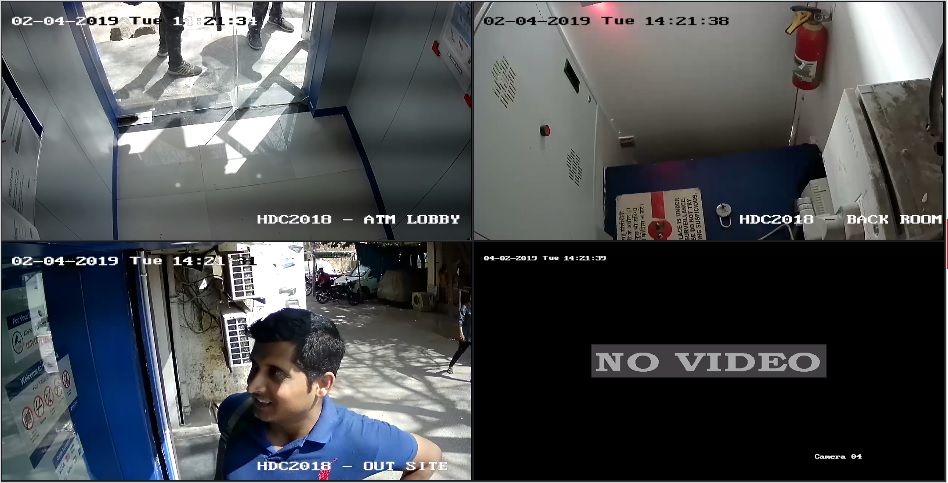 02-04-2019 Tue 14:21:34
HDC2018 - ATM LOBBY
02-04-2019 Tue 14:21:38
HDC2018 - BACK ROOM
02-04-2019 Tue 14:21
HDC2018 - OUT SITE
04-02-2019 Tue 14:21:39
NO VIDEO
Camera 04